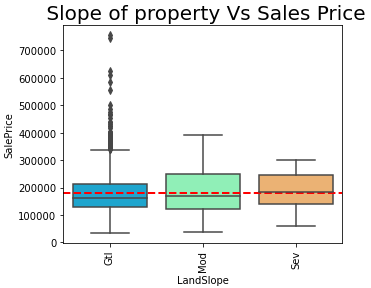 Slope of property Vs Sales Price
700000
600000
500000
400000
300000
200000
100000
0
SalePrice
Gtl
Mod
Sev
LandSlope